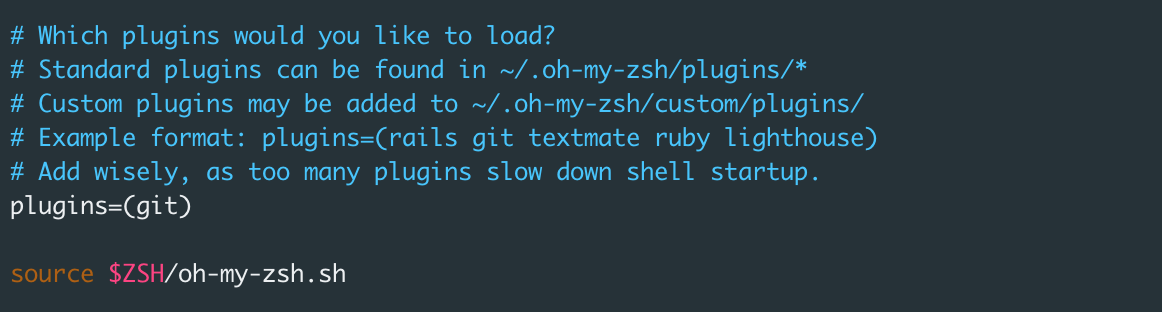 # Which plugins would you like to load?
# Standard plugins can be found in ~/.oh-my-zsh/plugins/*
# Custom plugins may be added to ~/.oh-my-zsh/custom/plugins/
# Example format: plugins=(rails git textmate ruby lighthouse)
# Add wisely, as too many plugins slow down shell startup.
plugins=(git)
source $ZSH/oh-my-zsh.sh